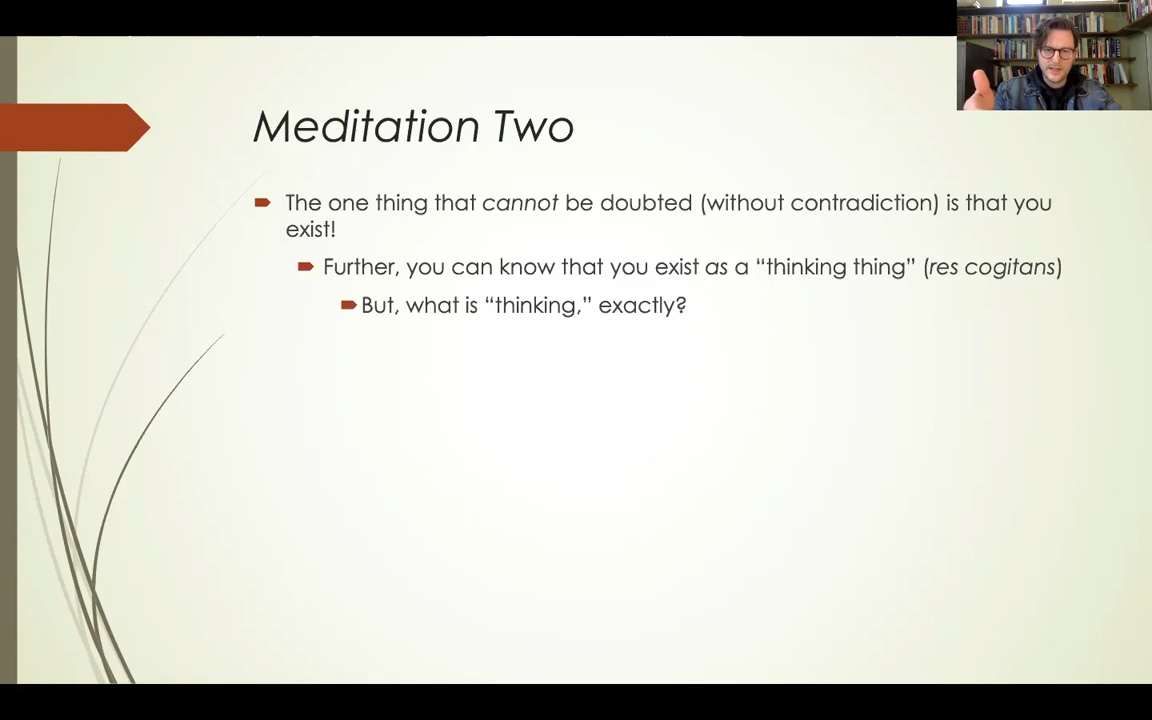 Meditation Two
The one thing that cannot be doubted (without contradiction) is that you
exist!
Further, you can know that you exist as a “thinking thing” (res cogitans)
But, what is “thinking,” exactly?